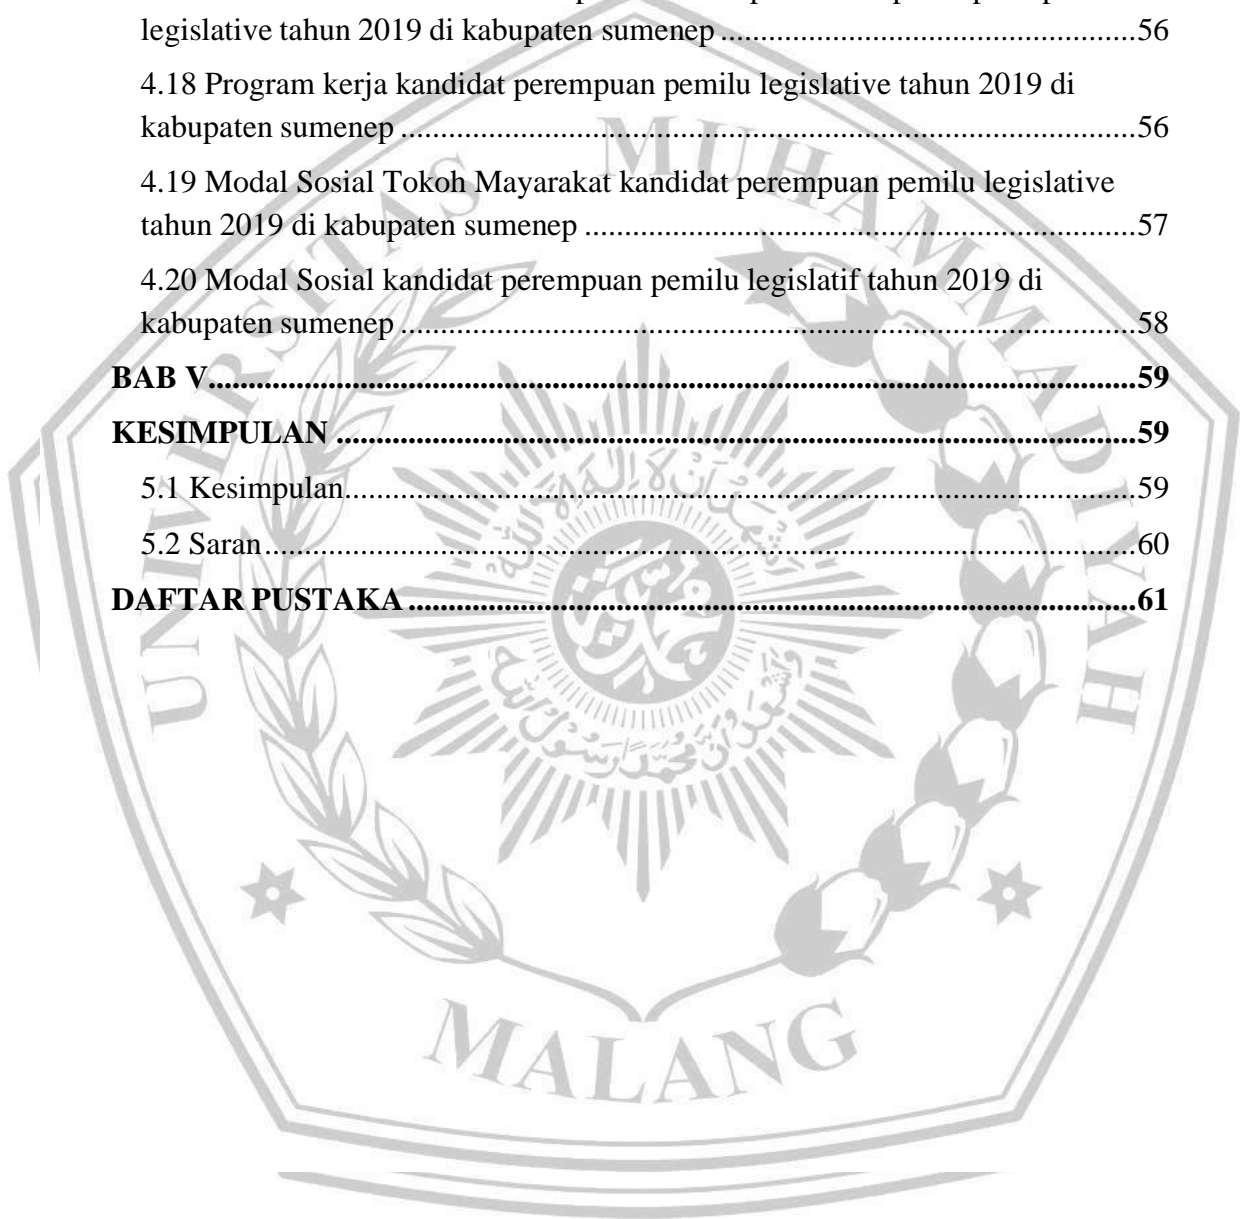 legislative tahun 2019 di kabupaten sumenep ............................................56
4.18 Program kerja kandidat perempuan pemilu legislative tahun 2019 di
kabupaten sumenep ..............................................................................56
4.19 Modal Sosial Tokoh Mayarakat kandidat perempuan pemilu legislative
tahun 2019 di kabupaten sumenep ..........................................................57
4.20 Modal Sosial kandidat perempuan pemilu legislatif tahun 2019 di
kabupaten sumenep ..............................................................................58
BAB V..................................................................................................59
KESIMPULAN .....................................................................................59
5.1 Kesimpulan....................................................................................59
5.2 Saran.............................................................................................60
DAFTAR PUSTAKA .............................................................................61
UNIVERSITAS MUHAMMADIYAH
MALANG